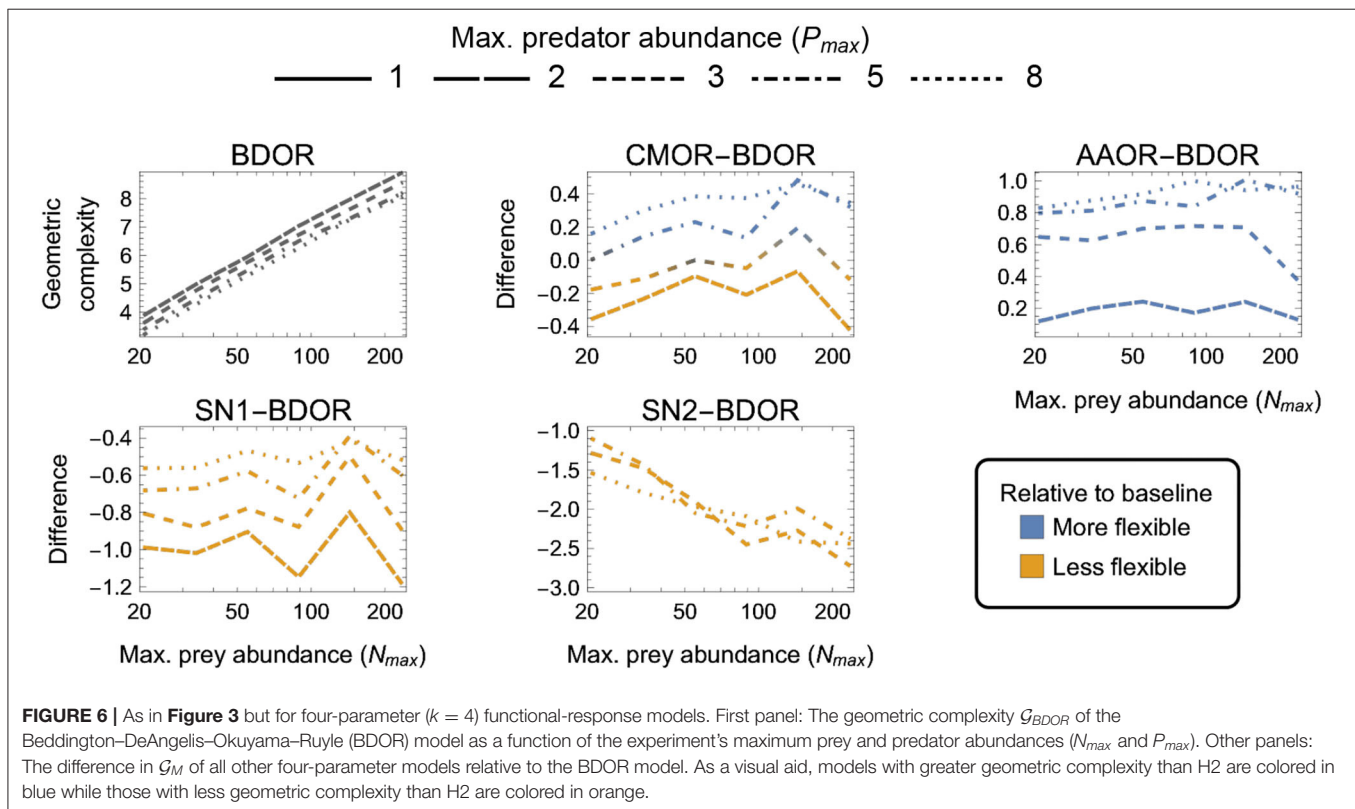 Max. predator abundance (Pmax)
1 2 3 5 8
BDOR
CMOR–BDOR
AAOR–BDOR
Geometric complexity
8
7
6
5
4
20 50 100 200
Difference
0.4
0.2
0.0
−0.2
−0.4
20 50 100 200
1.0
0.8
0.6
0.4
0.2
20 50 100 200
Max. prey abundance (Nmax)
SN1–BDOR
SN2–BDOR
Difference
−0.4
−0.6
−0.8
−1.0
−1.2
20 50 100 200
Max. prey abundance (Nmax)
−1.0
−1.5
−2.0
−2.5
−3.0
20 50 100 200
Max. prey abundance (Nmax)
Relative to baseline
More flexible
Less flexible
FIGURE 6 | As in Figure 3 but for four-parameter (k = 4) functional-response models. First panel: The geometric complexity 𝒢BDOR of the
Beddington–DeAngelis–Okuyama–Ruyle (BDOR) model as a function of the experiment's maximum prey and predator abundances (Nmax and Pmax). Other panels:
The difference in 𝒢M of all other four-parameter models relative to the BDOR model. As a visual aid, models with greater geometric complexity than H2 are colored in
blue while those with less geometric complexity than H2 are colored in orange.